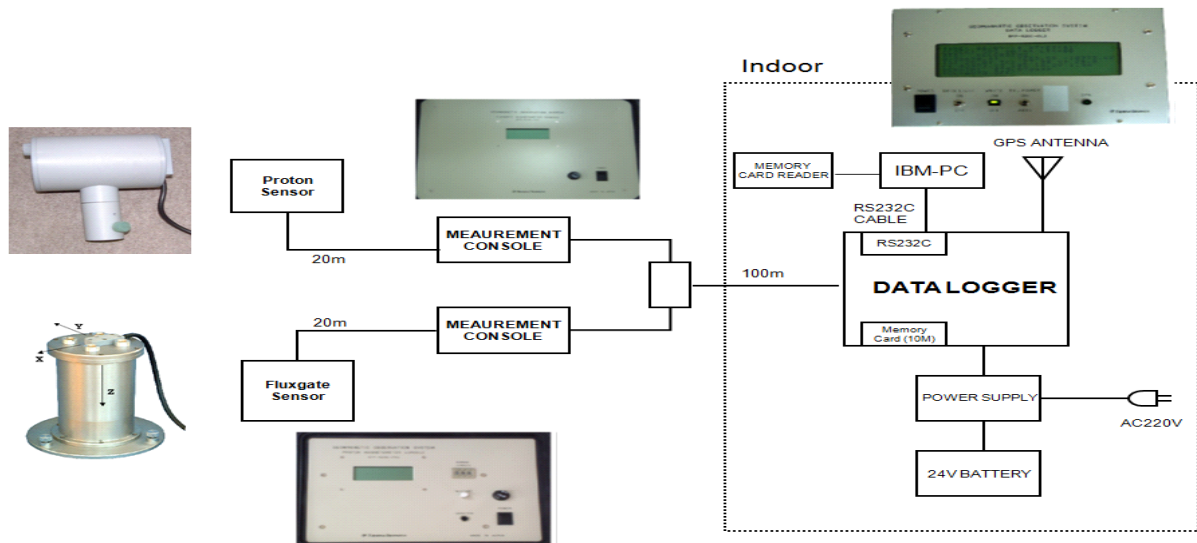 Indoor
GPS ANTENNA
MEMORY
CARD READER
IBM-PC
RS232C
CABLE
Proton
Sensor
MEAUREMENT
CONSOLE
20m
RS232C
100m
DATA LOGGER
Memory
Card (10M)
20m
MEAUREMENT
CONSOLE
Fluxgate
Sensor
Y
X
Z
POWER SUPPLY
AC220V
24V BATTERY